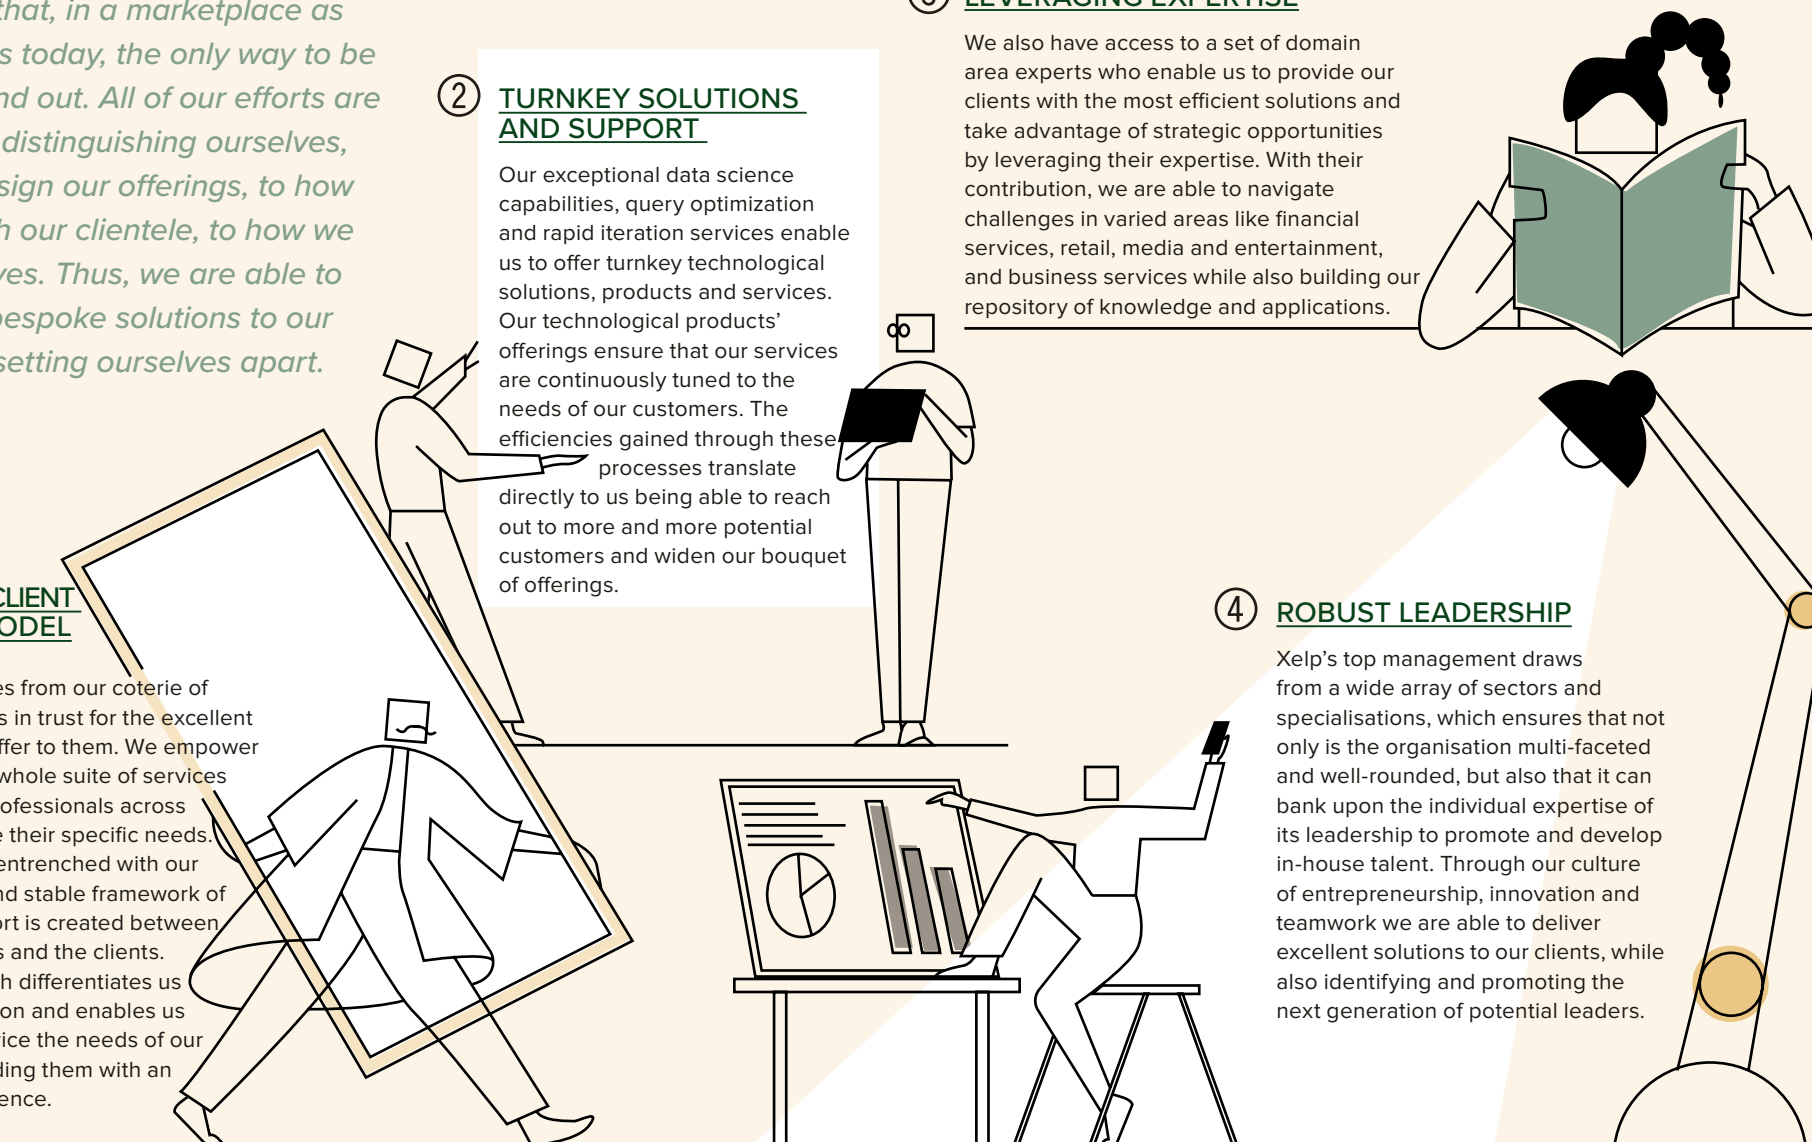 that, in a marketplace as
s today, the only way to be
nd out. All of our efforts are
distinguishing ourselves,
sign our offerings, to how
h our clientele, to how we
ves. Thus, we are able to
bespoke solutions to our
setting ourselves apart.
CLIENT
ODEL
es from our coterie of
s in trust for the excellent
ffer to them. We empower
whole suite of services
ofessionals across
e their specific needs.
entrenched with our
nd stable framework of
ort is created between
s and the clients.
h differentiates us
on and enables us
ice the needs of our
ding them with an
ence.
2 TURNKEY SOLUTIONS
AND SUPPORT
Our exceptional data science
capabilities, query optimization
and rapid iteration services enable
us to offer turnkey technological
solutions, products and services.
Our technological products’
offerings ensure that our services
are continuously tuned to the
needs of our customers. The
efficiencies gained through these
processes translate
directly to us being able to reach
out to more and more potential
customers and widen our bouquet
of offerings.
3 LEVERAGING EXPERTISE
We also have access to a set of domain
area experts who enable us to provide our
clients with the most efficient solutions and
take advantage of strategic opportunities
by leveraging their expertise. With their
contribution, we are able to navigate
challenges in varied areas like financial
services, retail, media and entertainment,
and business services while also building our
repository of knowledge and applications.
4 ROBUST LEADERSHIP
Xelp’s top management draws
from a wide array of sectors and
specialisations, which ensures that not
only is the organisation multi-faceted
and well-rounded, but also that it can
bank upon the individual expertise of
its leadership to promote and develop
in-house talent. Through our culture
of entrepreneurship, innovation and
teamwork we are able to deliver
excellent solutions to our clients, while
also identifying and promoting the
next generation of potential leaders.